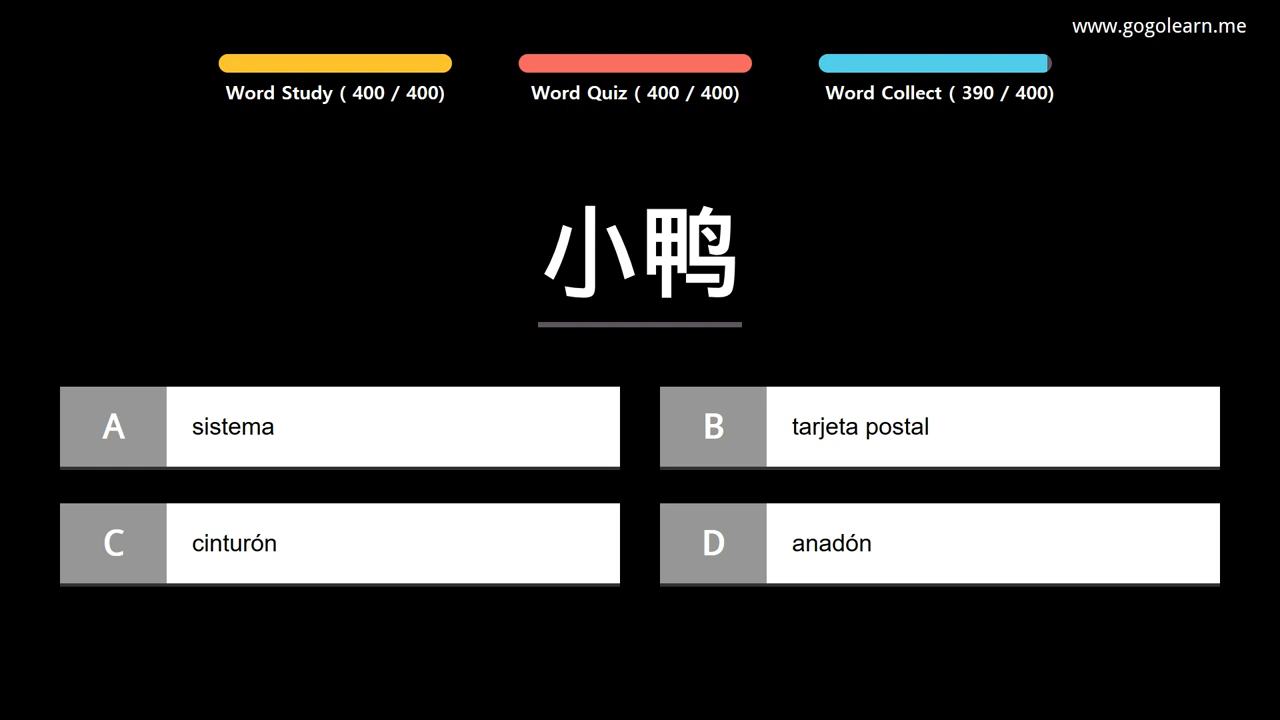 www.gogolearn.me
Word Study ( 400 / 400)
Word Quiz ( 400 / 400)
Word Collect ( 390 / 400)
小鸭
A sistema
B tarjeta postal
C cinturón
D anadón